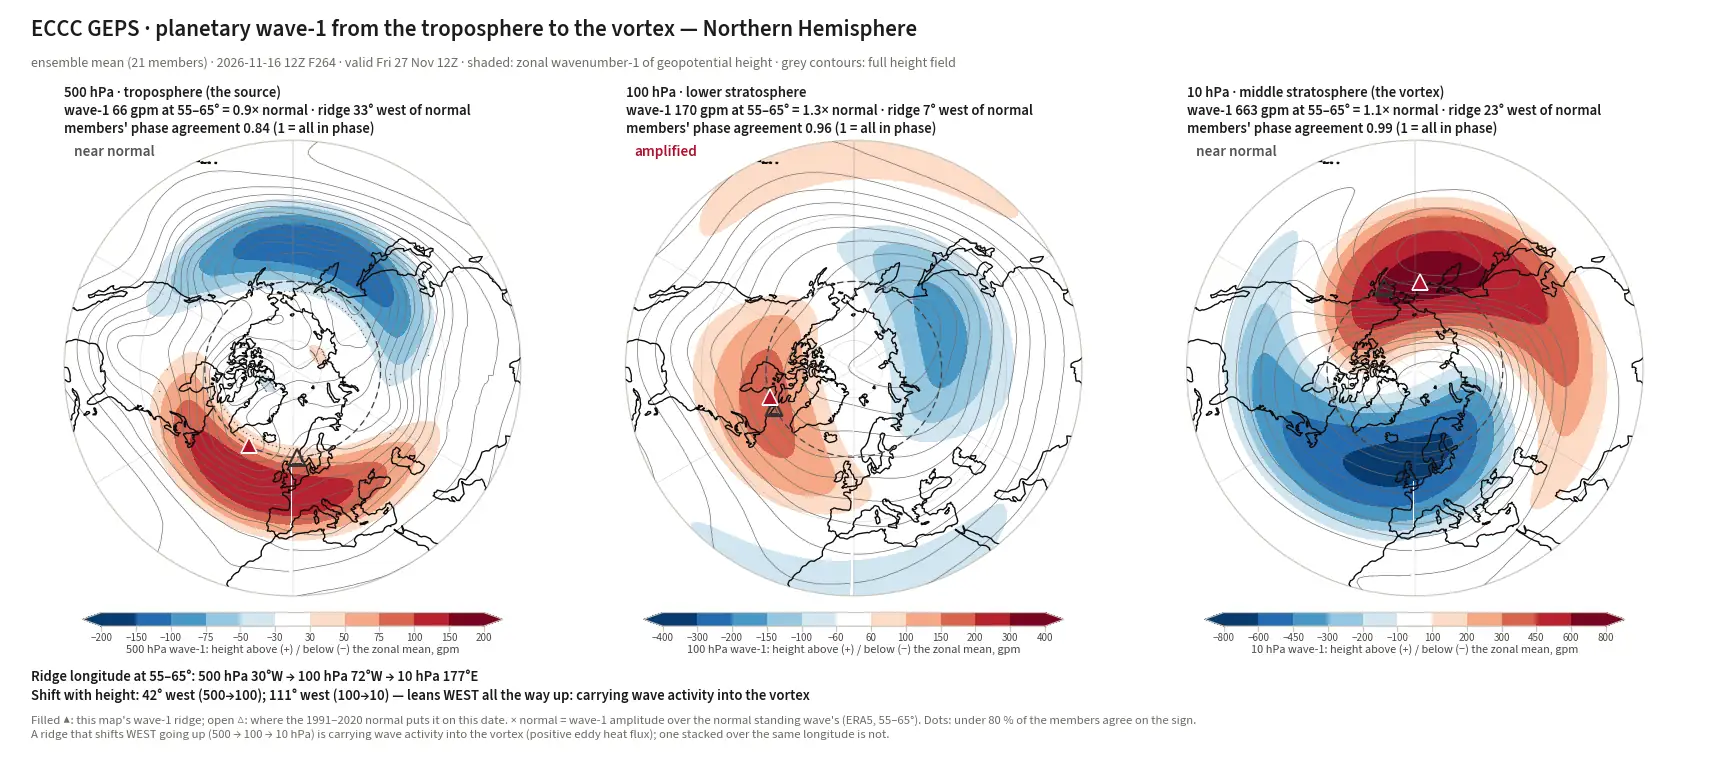 ECCC GEPS · planetary wave-1 from the troposphere to the vortex — Northern Hemisphere
ensemble mean (21 members) · 2026-11-16 12Z F264 · valid Fri 27 Nov 12Z · shaded: zonal wavenumber-1 of geopotential height · grey contours: full height field
500 hPa · troposphere (the source)
wave-1 66 gpm at 55–65° = 0.9× normal · ridge 33° west of normal
members' phase agreement 0.84 (1 = all in phase)
near normal
100 hPa · lower stratosphere
wave-1 170 gpm at 55–65° = 1.3× normal · ridge 7° west of normal
members' phase agreement 0.96 (1 = all in phase)
amplified
10 hPa · middle stratosphere (the vortex)
wave-1 663 gpm at 55–65° = 1.1× normal · ridge 23° west of normal
members' phase agreement 0.99 (1 = all in phase)
near normal
−200 −150 −100 −75 −50 −30 30 50 75 100 150 200
500 hPa wave-1: height above (+) / below (−) the zonal mean, gpm
−400 −300 −200 −150 −100 −60 60 100 150 200 300 400
100 hPa wave-1: height above (+) / below (−) the zonal mean, gpm
−800 −600 −450 −300 −200 −100 100 200 300 450 600 800
10 hPa wave-1: height above (+) / below (−) the zonal mean, gpm
Ridge longitude at 55–65°: 500 hPa 30°W → 100 hPa 72°W → 10 hPa 177°E
Shift with height: 42° west (500→100); 111° west (100→10) — leans WEST all the way up: carrying wave activity into the vortex
Filled ▲: this map's wave-1 ridge; open △: where the 1991–2020 normal puts it on this date. × normal = wave-1 amplitude over the normal standing wave's (ERA5, 55–65°). Dots: under 80 % of the members agree on the sign.
A ridge that shifts WEST going up (500 → 100 → 10 hPa) is carrying wave activity into the vortex (positive eddy heat flux); one stacked over the same longitude is not.